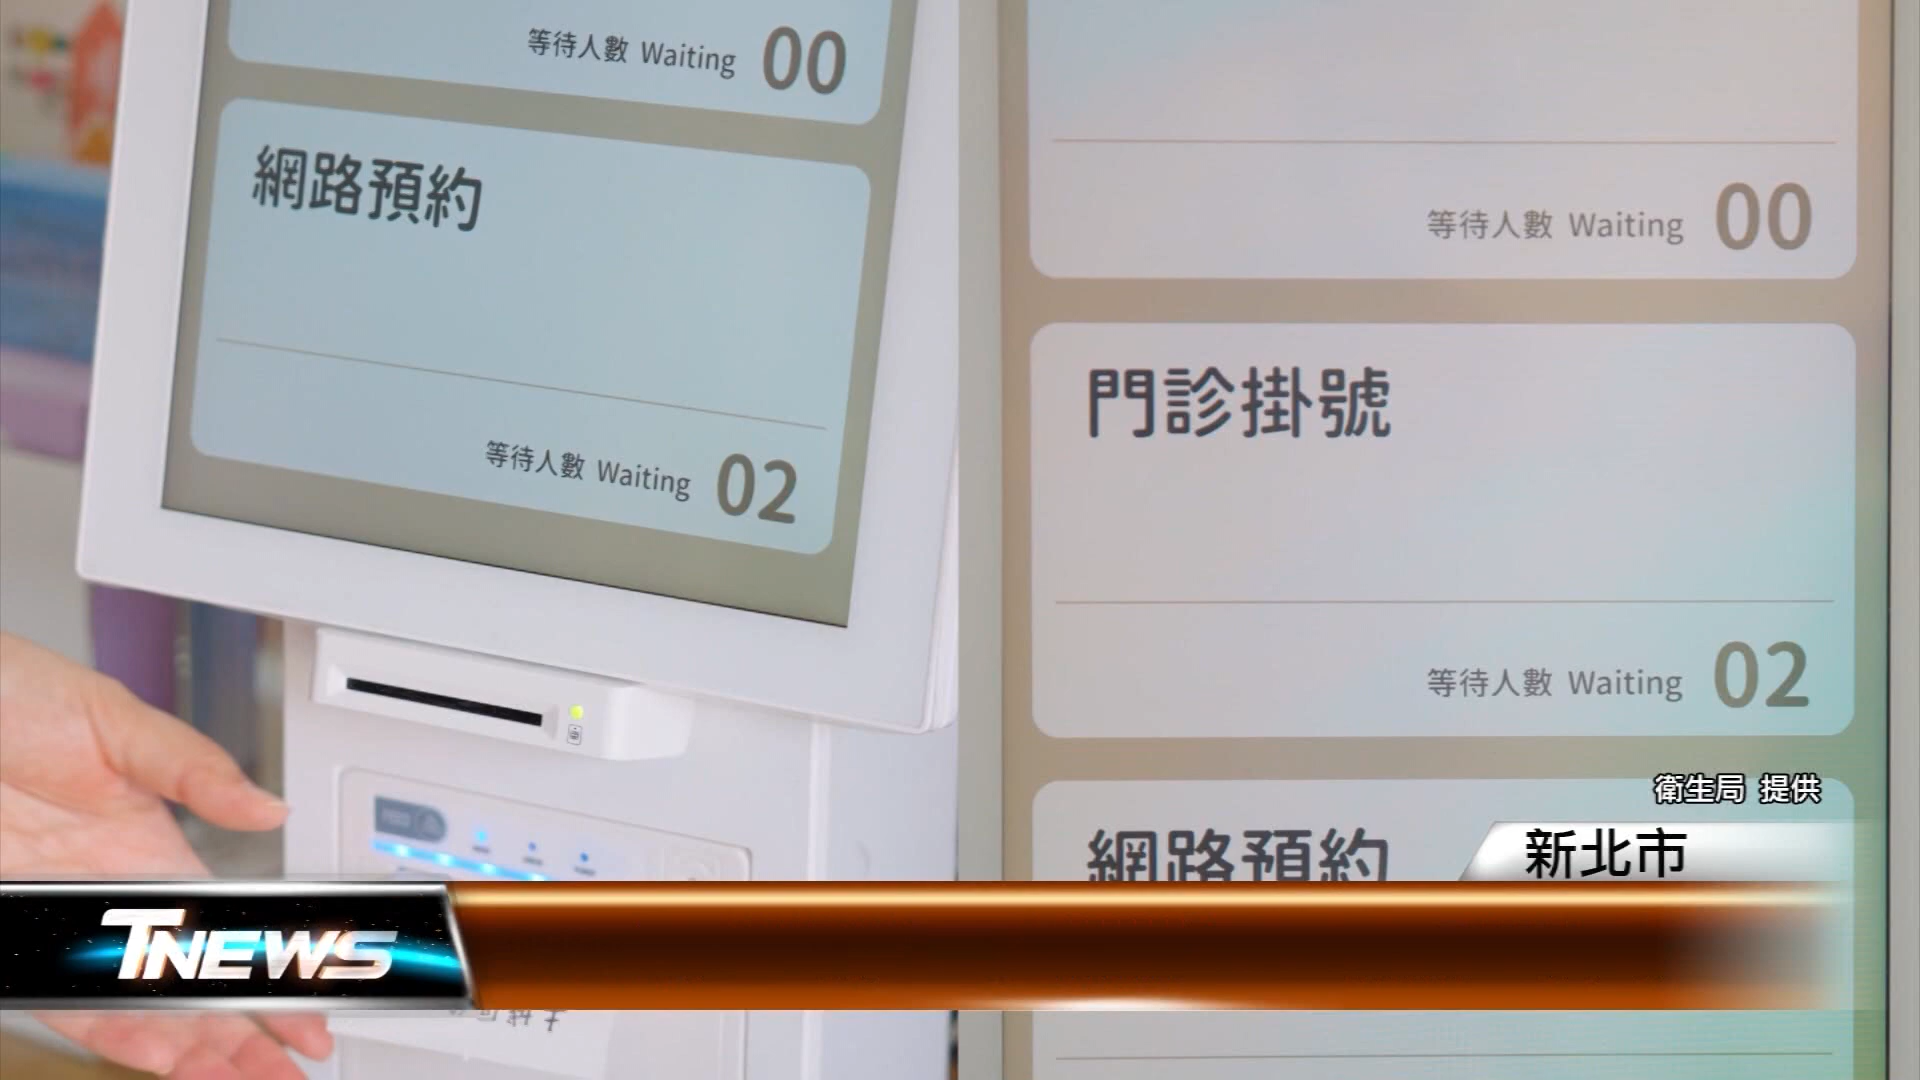 等待人數 Waiting 00
網路預約
等待人數 Waiting 02
等待人數 Waiting 00
門診掛號
等待人數 Waiting 02
網路預約
衛生局 提供
新北市
TNEWS